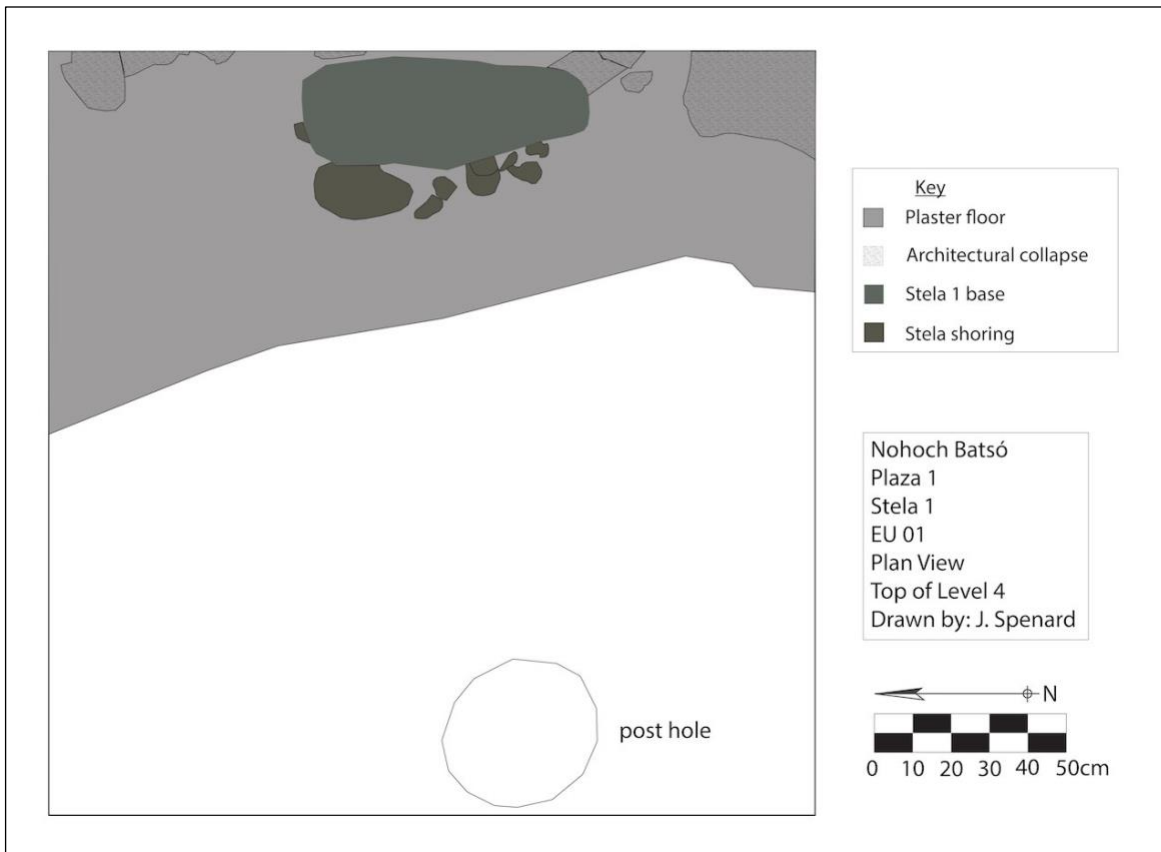 Key
Plaster floor
Architectural collapse
Stela 1 base
Stela shoring
Nohoch Batsó
Plaza 1
Stela 1
EU 01
Plan View
Top of Level 4
Drawn by: J. Spenard
N
post hole
0 10 20 30 40 50cm